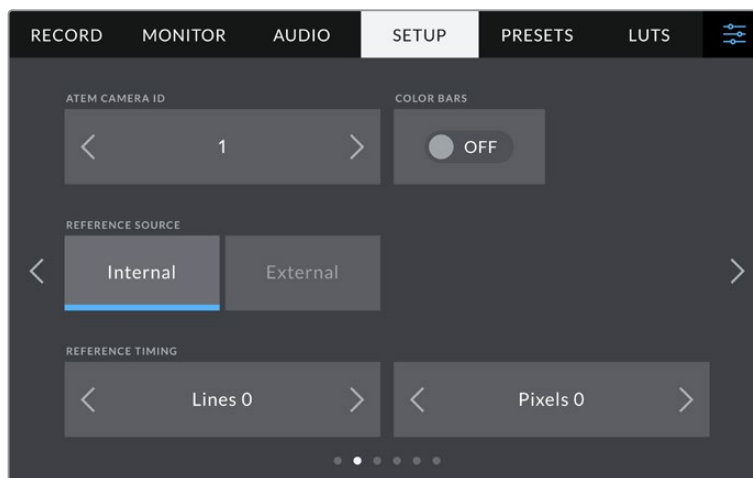 RECORD MONITOR AUDIO SETUP PRESETS LUTS
ATEM CAMERA ID COLOR BARS
1 OFF
REFERENCE SOURCE
Internal External
REFERENCE TIMING
Lines 0 Pixels 0